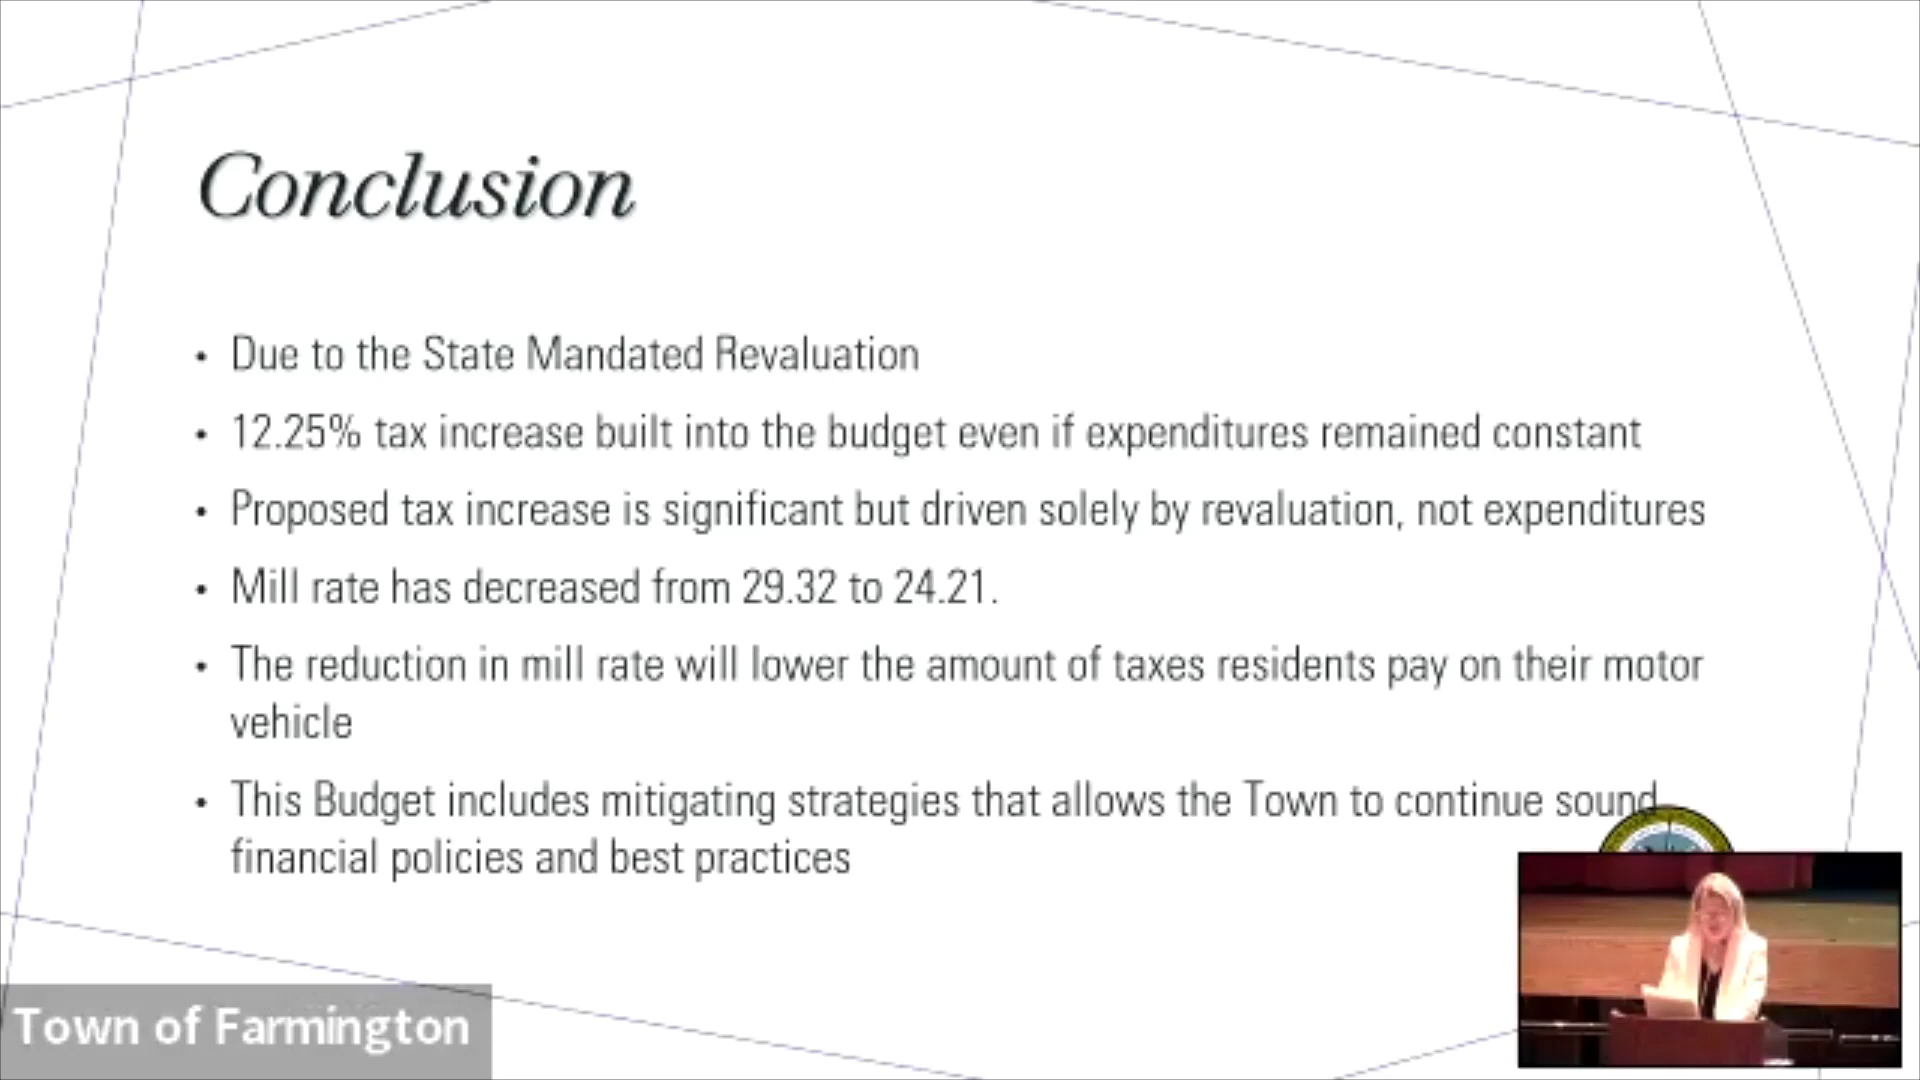 Conclusion
• Due to the State Mandated Revaluation
• 12.25% tax increase built into the budget even if expenditures remained constant
• Proposed tax increase is significant but driven solely by revaluation, not expenditures
• Mill rate has decreased from 29.32 to 24.21.
• The reduction in mill rate will lower the amount of taxes residents pay on their motor
vehicle
• This Budget includes mitigating strategies that allows the Town to continue sound
financial policies and best practices
Town of Farmington